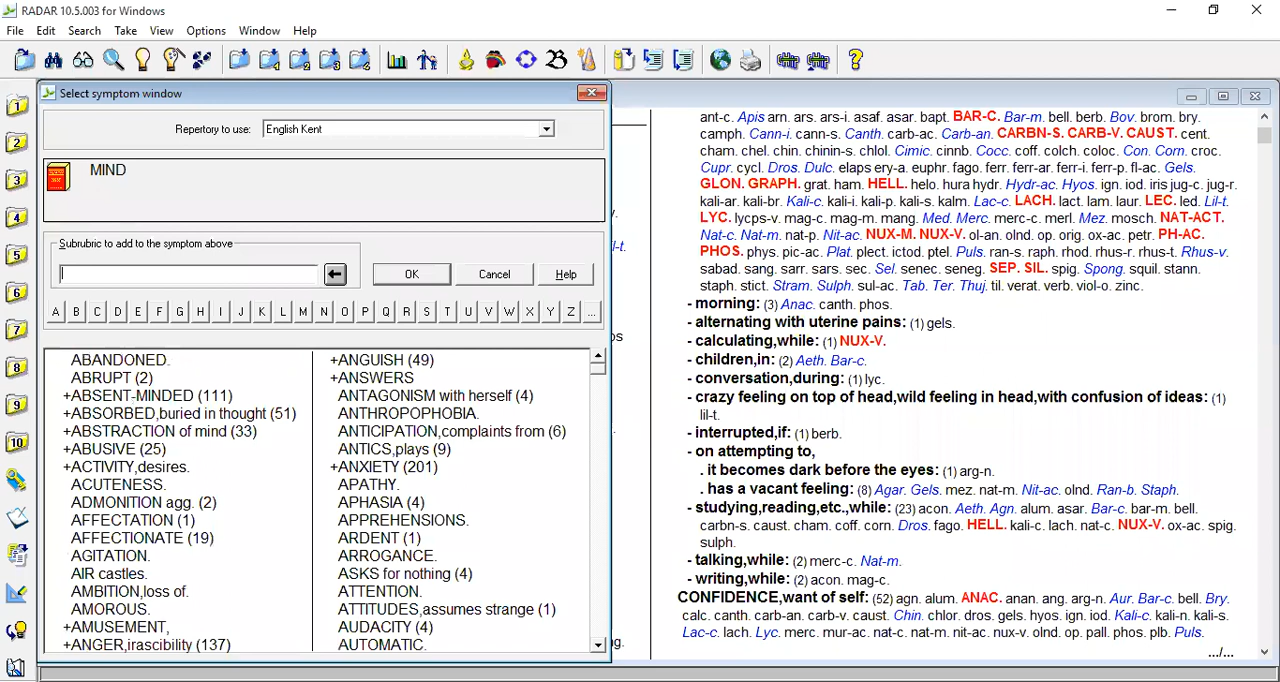 RADAR 10.5.003 for Windows
File Edit Search Take View Options Window Help
1
2
3
4
5
6
7
8
9
10
Select symptom window
Repertory to use: English Kent
MIND
Subrubric to add to the symptom above
OK Cancel Help
A B C D E F G H I J K L M N O P Q R S T U V W X Y Z ...
ABANDONED.
ABRUPT (2)
+ABSENT-MINDED (111)
+ABSORBED,buried in thought (51)
+ABSTRACTION of mind (33)
+ABUSIVE (25)
+ACTIVITY,desires.
ACUTENESS.
ADMONITION agg. (2)
AFFECTATION (1)
AFFECTIONATE (19)
AGITATION.
AIR castles.
AMBITION,loss of.
AMOROUS.
+AMUSEMENT,
+ANGER,irascibility (137)
+ANGUISH (49)
+ANSWERS
ANTAGONISM with herself (4)
ANTHROPOPHOBIA.
ANTICIPATION,complaints from (6)
ANTICS,plays (9)
+ANXIETY (201)
APATHY.
APHASIA (4)
APPREHENSIONS.
ARDENT (1)
ARROGANCE.
ASKS for nothing (4)
ATTENTION.
ATTITUDES,assumes strange (1)
AUDACITY (4)
AUTOMATIC.
ant-c. Apis arn. ars. ars-i. asaf. asar. bapt. BAR-C. Bar-m. bell. berb. Bov. brom. bry.
camph. Cann-i. cann-s. Canth. carb-ac. Carb-an. CARBN-S. CARB-V. CAUST. cent.
cham. chel. chin. chinin-s. chlol. Cimic. cinnb. Cocc. coff. colch. coloc. Con. Corn. croc.
Cupr. cycl. Dros. Dulc. elaps ery-a. euphr. fago. ferr. ferr-ar. ferr-i. ferr-p. fl-ac. Gels.
GLON. GRAPH. grat. ham. HELL. helo. hura hydr. Hydr-ac. Hyos. ign. iod. iris jug-c. jug-r.
kali-ar. kali-br. Kali-c. kali-i. kali-p. kali-s. kalm. Lac-c. LACH. lact. lam. laur. LEC. led. Lil-t.
LYC. lycps-v. mag-c. mag-m. mang. Med. Merc. merc-c. merl. Mez. mosch. NAT-ACT.
Nat-c. Nat-m. nat-p. Nit-ac. NUX-M. NUX-V. ol-an. olnd. op. orig. ox-ac. petr. PH-AC.
PHOS. phys. pic-ac. Plat. plect. ictod. ptel. Puls. ran-s. raph. rhod. rhus-r. rhus-t. Rhus-v.
sabad. sang. sarr. sars. sec. Sel. senec. seneg. SEP. SIL. spig. Spong. squil. stann.
staph. stict. Stram. Sulph. sul-ac. Tab. Ter. Thuj. til. verat. verb. viol-o. zinc.
- morning: (3) Anac. canth. phos.
- alternating with uterine pains: (1) gels.
- calculating,while: (1) NUX-V.
- children,in: (2) Aeth. Bar-c.
- conversation,during: (1) lyc.
- crazy feeling on top of head,wild feeling in head,with confusion of ideas: (1)
lil-t.
- interrupted,if: (1) berb.
- on attempting to,
. it becomes dark before the eyes: (1) arg-n.
. has a vacant feeling: (8) Agar. Gels. mez. nat-m. Nit-ac. olnd. Ran-b. Staph.
- studying,reading,etc.,while: (23) acon. Aeth. Agn. alum. asar. Bar-c. bar-m. bell.
carbn-s. caust. cham. coff. corn. Dros. fago. HELL. kali-c. lach. nat-c. NUX-V. ox-ac. spig.
sulph.
- talking,while: (2) merc-c. Nat-m.
- writing,while: (2) acon. mag-c.
CONFIDENCE,want of self: (52) agn. alum. ANAC. anan. ang. arg-n. Aur. Bar-c. bell. Bry.
calc. canth. carb-an. carb-v. caust. Chin. chlor. dros. gels. hyos. ign. iod. Kali-c. kali-n. kali-s.
Lac-c. lach. Lyc. merc. mur-ac. nat-c. nat-m. nit-ac. nux-v. olnd. op. pall. phos. plb. Puls.
.../...